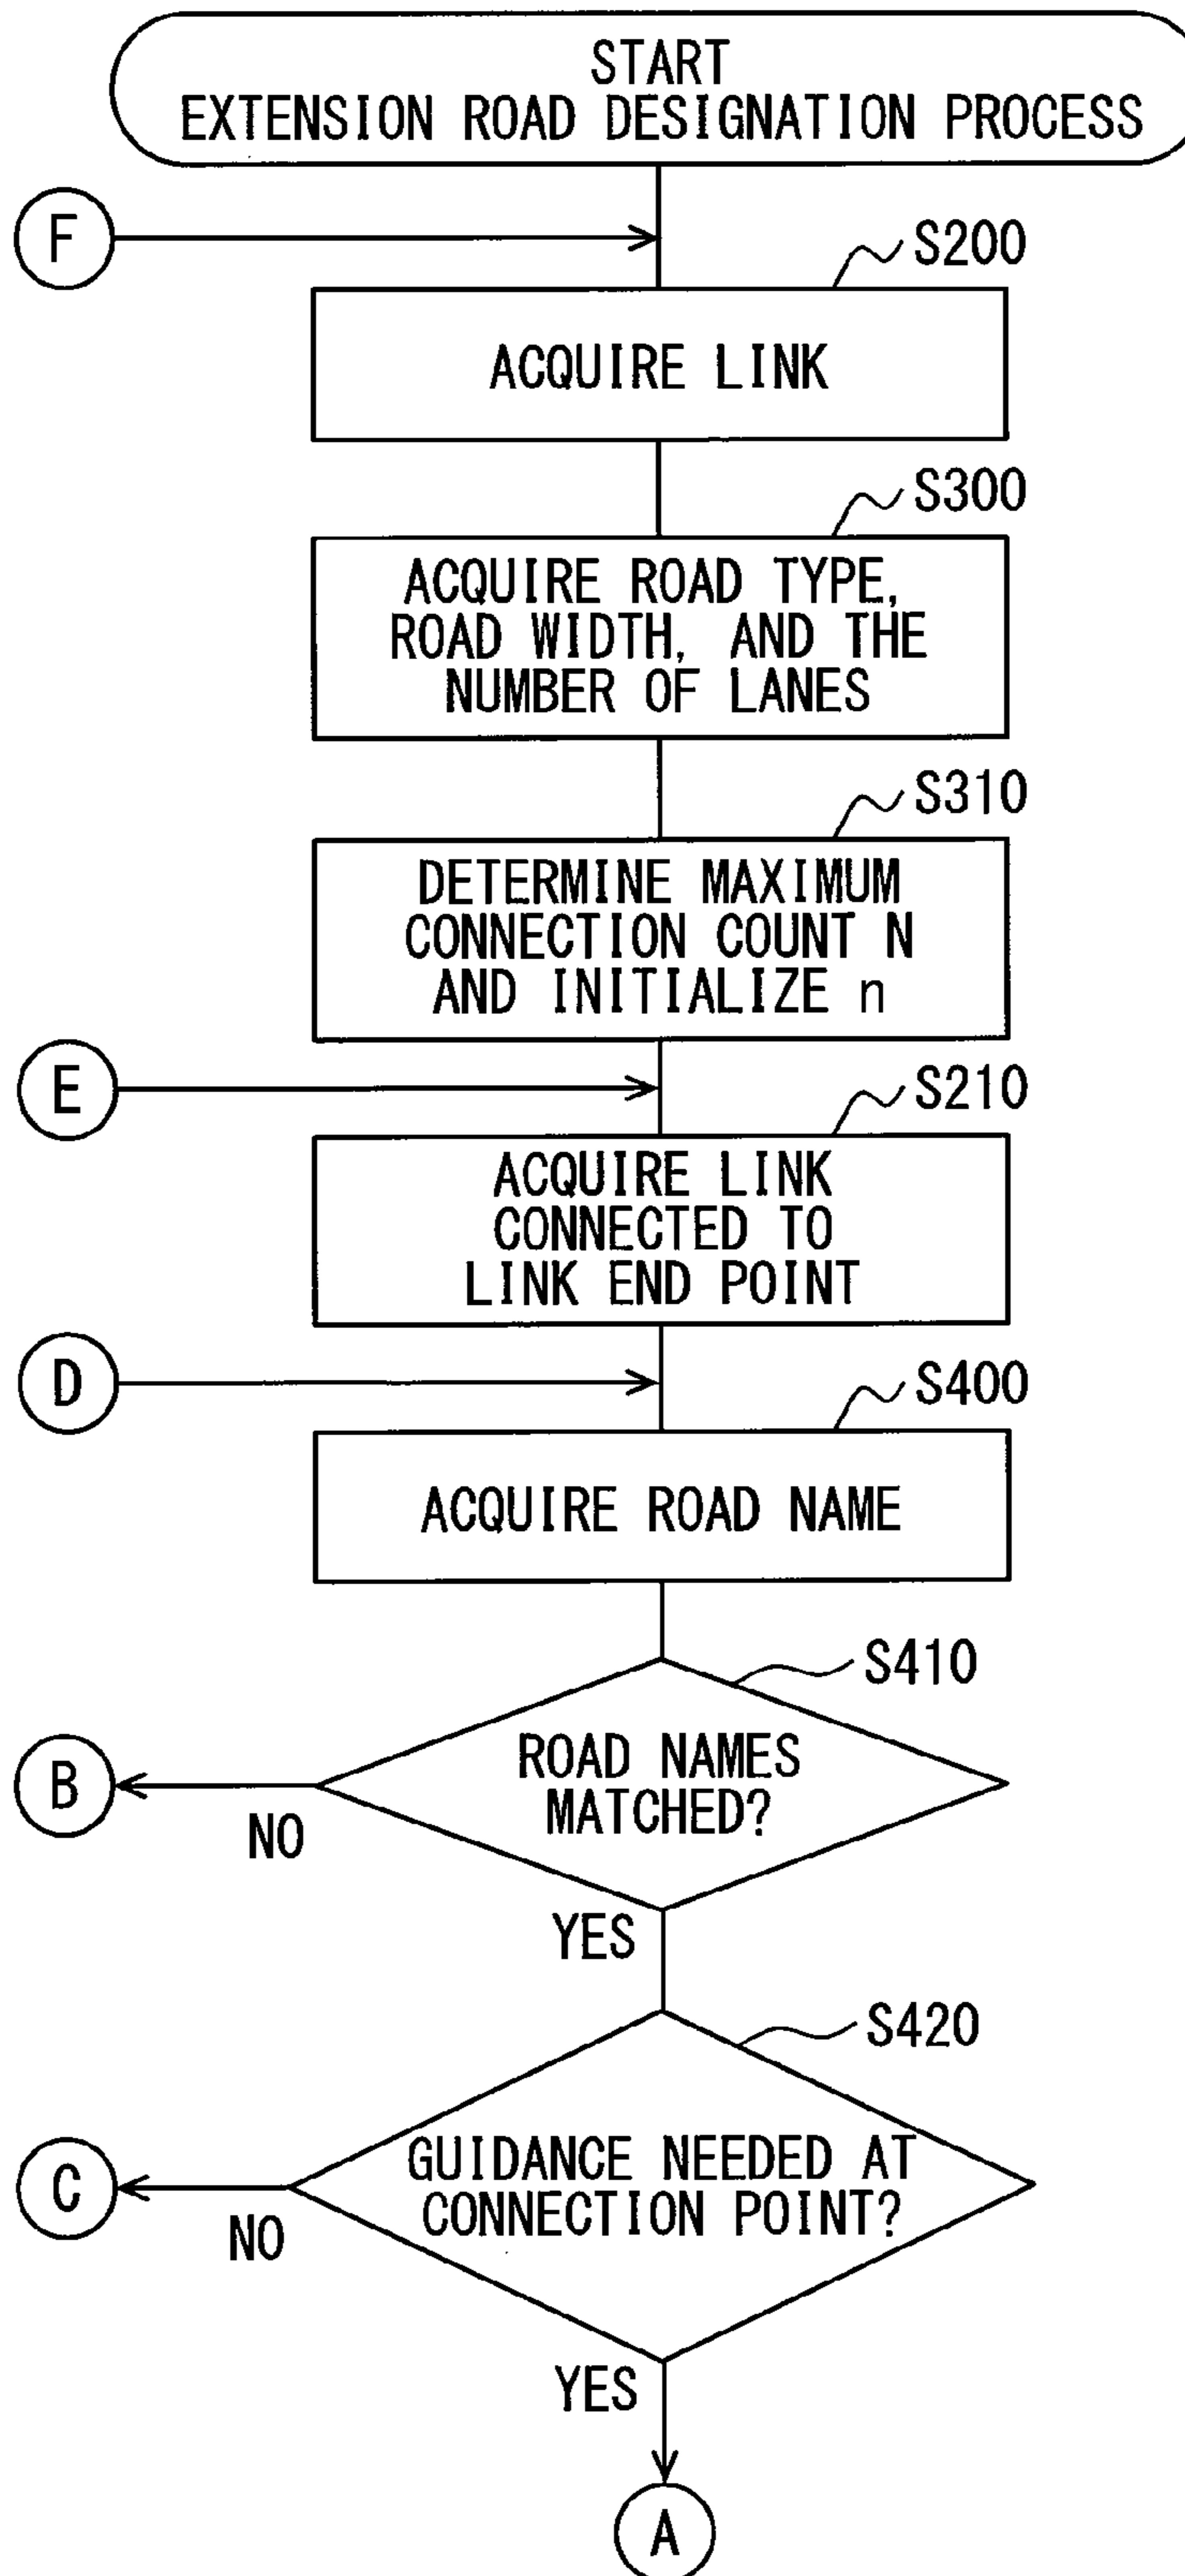 START
EXTENSION ROAD DESIGNATION PROCESS
F
S200
ACQUIRE LINK
S300
ACQUIRE ROAD TYPE,
ROAD WIDTH, AND THE
NUMBER OF LANES
S310
DETERMINE MAXIMUM
CONNECTION COUNT N
AND INITIALIZE n
E
S210
ACQUIRE LINK
CONNECTED TO
LINK END POINT
D
S400
ACQUIRE ROAD NAME
S410
ROAD NAMES
MATCHED?
B
NO
YES
S420
GUIDANCE NEEDED AT
CONNECTION POINT?
C
NO
YES
A